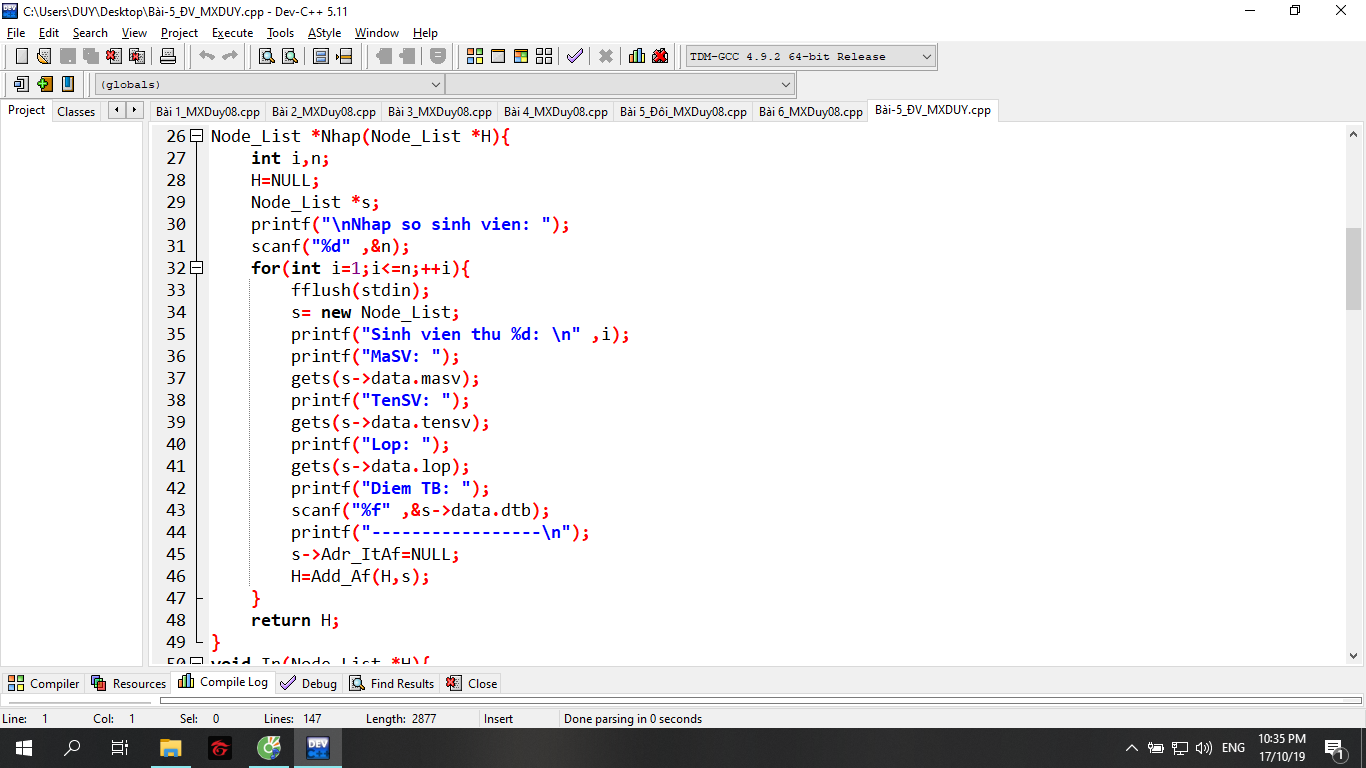 C:\Users\DUY\Desktop\Bài-5_ĐV_MXDUY.cpp - Dev-C++ 5.11
File Edit Search View Project Execute Tools AStyle Window Help
TDM-GCC 4.9.2 64-bit Release
(globals)
Project Classes Bài 1_MXDuy08.cpp Bài 2_MXDuy08.cpp Bài 3_MXDuy08.cpp Bài 4_MXDuy08.cpp Bài 5_Đôi_MXDuy08.cpp Bài 6_MXDuy08.cpp Bài-5_ĐV_MXDUY.cpp
26 Node_List *Nhap(Node_List *H){
27 int i,n;
28 H=NULL;
29 Node_List *s;
30 printf("\nNhap so sinh vien: ");
31 scanf("%d" ,&n);
32 for(int i=1;i<=n;++i){
33 fflush(stdin);
34 s= new Node_List;
35 printf("Sinh vien thu %d: \n" ,i);
36 printf("MaSV: ");
37 gets(s->data.masv);
38 printf("TenSV: ");
39 gets(s->data.tensv);
40 printf("Lop: ");
41 gets(s->data.lop);
42 printf("Diem TB: ");
43 scanf("%f" ,&s->data.dtb);
44 printf("-----------------\n");
45 s->Adr_ItAf=NULL;
46 H=Add_Af(H,s);
47 }
48 return H;
49 }
50 void In(Node_List *H){
Compiler Resources Compile Log Debug Find Results Close
Line: 1 Col: 1 Sel: 0 Lines: 147 Length: 2877 Insert Done parsing in 0 seconds
DEV
ENG
10:35 PM
17/10/19
1